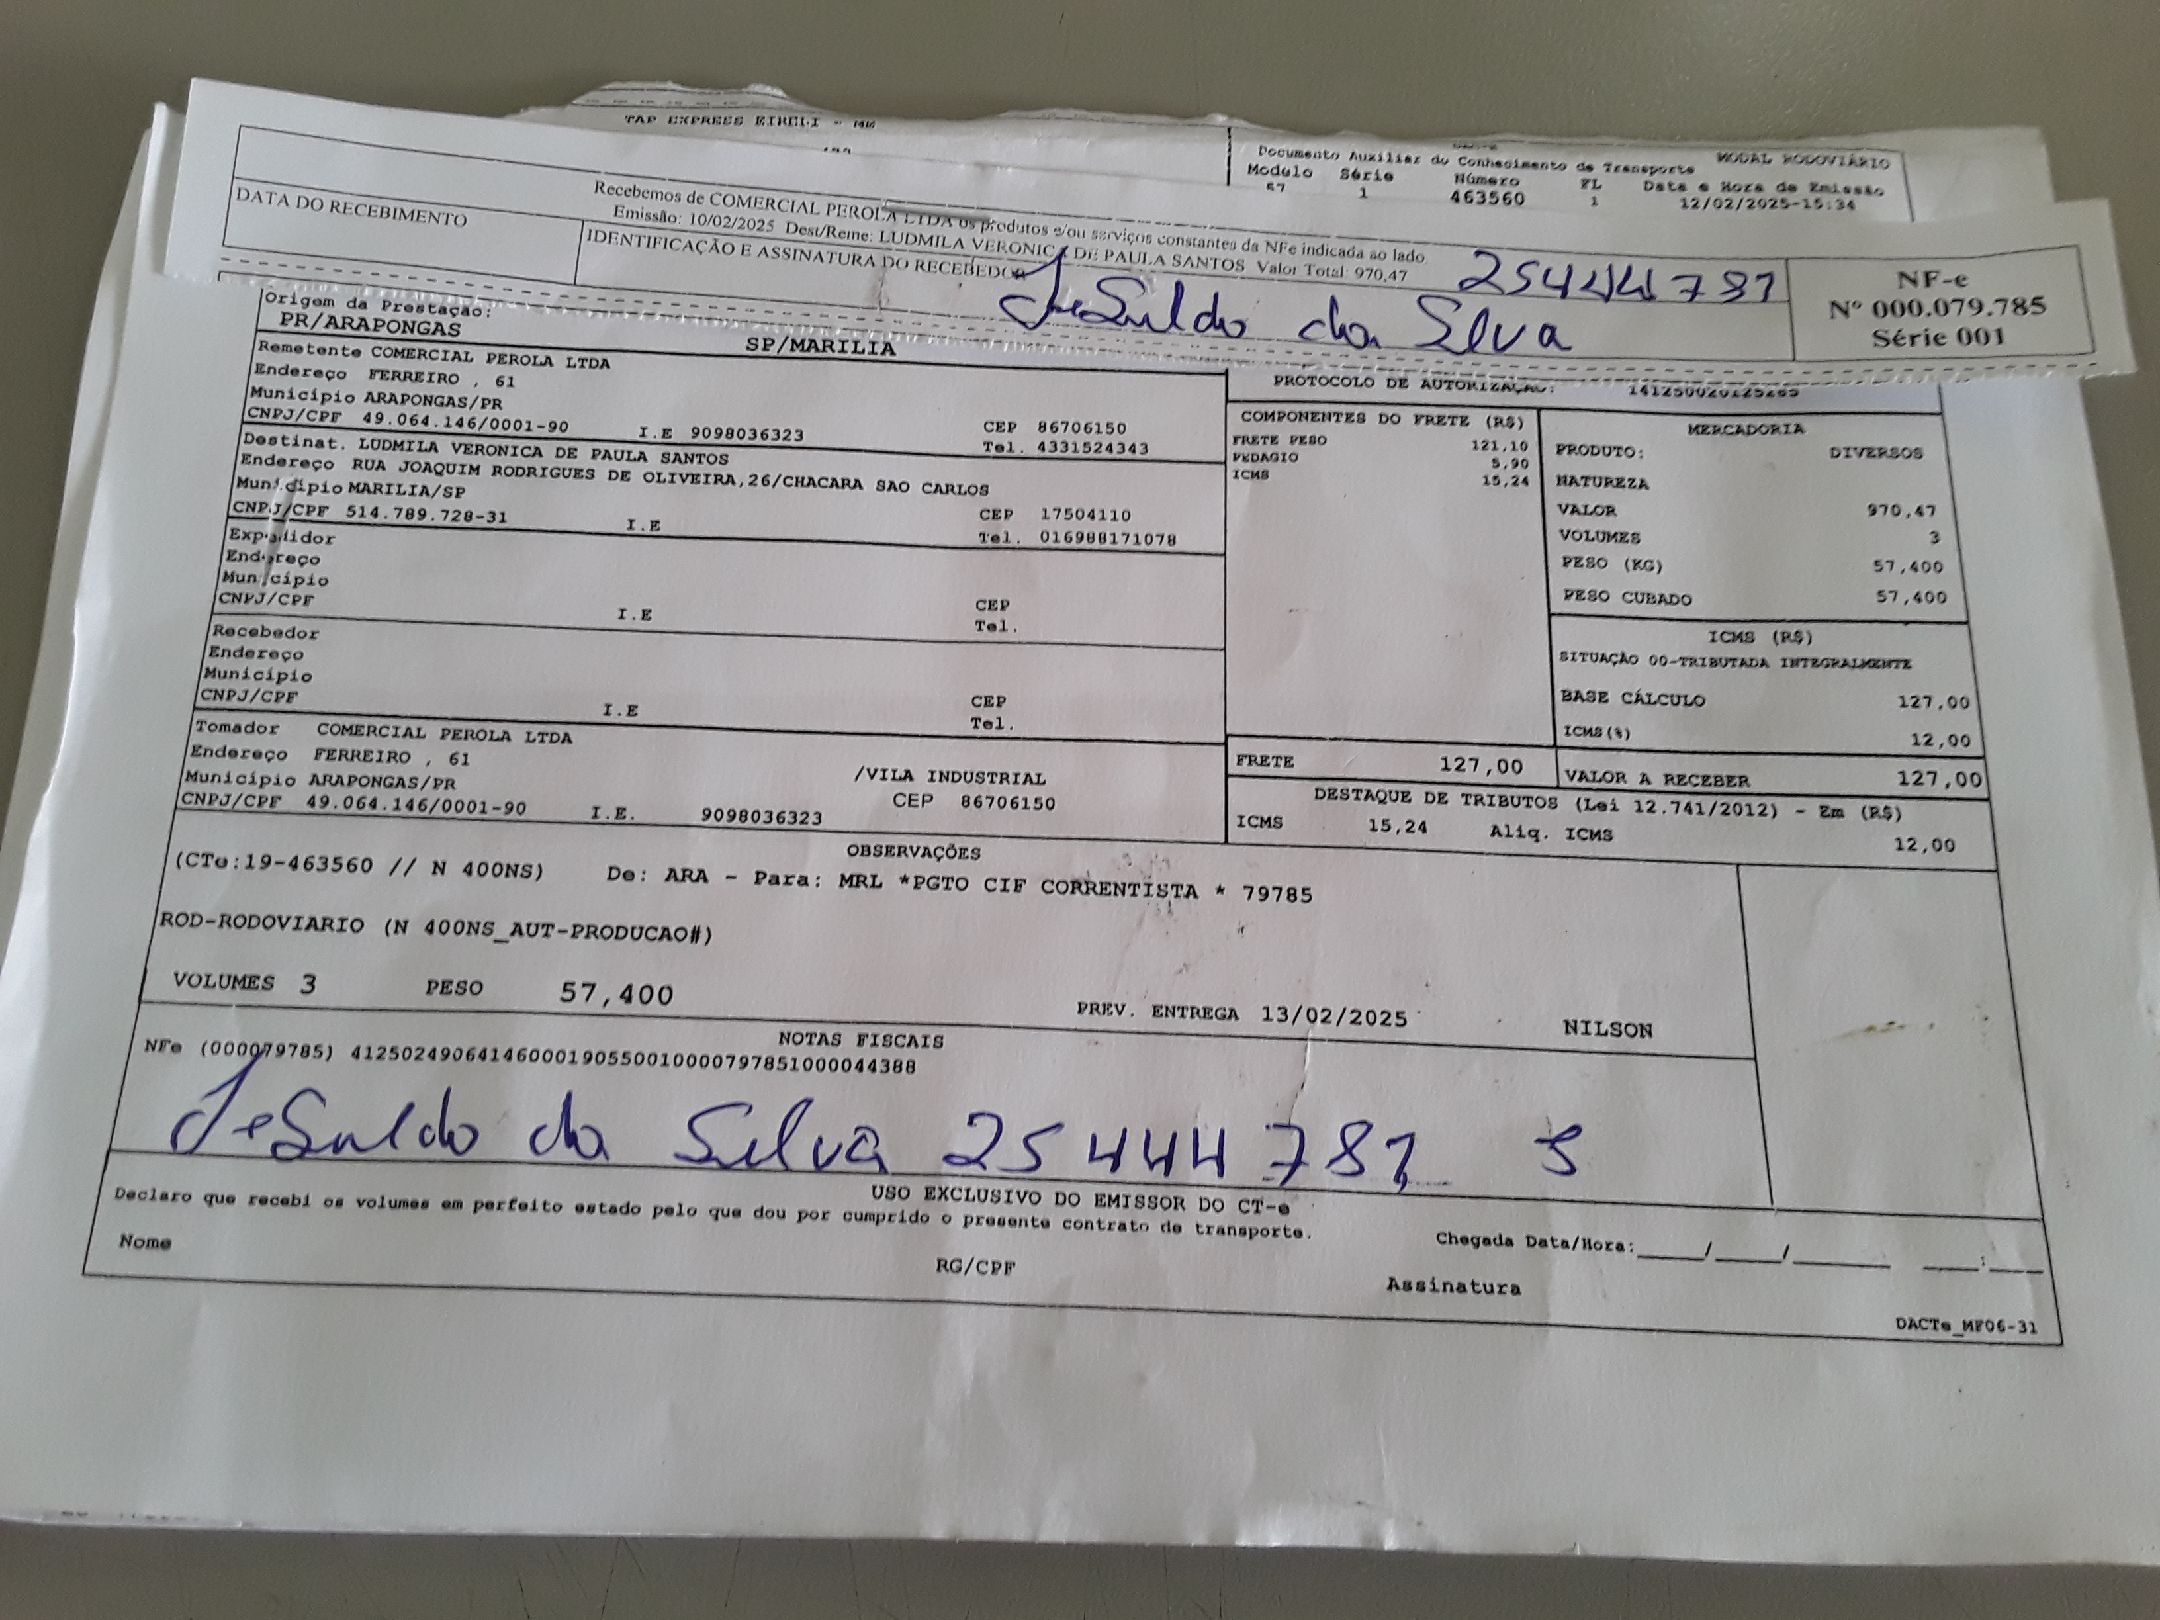 TAP EXPRESS EIRELI - ME
Documento Auxiliar do Conhecimento de Transporte MODAL RODOVIÁRIO
Modulo Série Número FL Data e Hora de Emissão
57 1 463560 1 12/02/2025-15:34
Recebemos de COMERCIAL PEROLA LTDA os produtos e/ou serviços constantes da NFe indicada ao lado
Emissão: 10/02/2025 Dest/Reme: LUDMILA VERONICA DE PAULA SANTOS Valor Total: 970,47
DATA DO RECEBIMENTO
IDENTIFICAÇÃO E ASSINATURA DO RECEBEDOR
25444781
Jesuldo da Silva
NF-e
Nº 000.079.785
Série 001
Origem da Prestação:
PR/ARAPONGAS
SP/MARILIA
Remetente COMERCIAL PEROLA LTDA
Endereço FERREIRO , 61
Município ARAPONGAS/PR CEP 86706150
CNPJ/CPF 49.064.146/0001-90 I.E 9098036323 Tel. 4331524343
Destinat. LUDMILA VERONICA DE PAULA SANTOS
Endereço RUA JOAQUIM RODRIGUES DE OLIVEIRA,26/CHACARA SAO CARLOS
Município MARILIA/SP CEP 17504110
CNPJ/CPF 514.789.728-31 I.E Tel. 016988171078
Expedidor
Endereço
Município CEP
CNPJ/CPF I.E Tel.
Recebedor
Endereço
Município CEP
CNPJ/CPF I.E Tel.
Tomador COMERCIAL PEROLA LTDA
Endereço FERREIRO , 61 /VILA INDUSTRIAL
Município ARAPONGAS/PR CEP 86706150
CNPJ/CPF 49.064.146/0001-90 I.E. 9098036323
PROTOCOLO DE AUTORIZAÇÃO: 141250020125265
COMPONENTES DO FRETE (R$)
FRETE PESO 121,10
PEDAGIO 5,90
ICMS 15,24
MERCADORIA
PRODUTO: DIVERSOS
NATUREZA
VALOR 970,47
VOLUMES 3
PESO (KG) 57,400
PESO CUBADO 57,400
ICMS (R$)
SITUAÇÃO 00-TRIBUTADA INTEGRALMENTE
BASE CÁLCULO 127,00
ICMS(%) 12,00
FRETE 127,00 VALOR A RECEBER 127,00
DESTAQUE DE TRIBUTOS (Lei 12.741/2012) - Em (R$)
ICMS 15,24 Aliq. ICMS 12,00
OBSERVAÇÕES
(CTe:19-463560 // N 400NS) De: ARA - Para: MRL *PGTO CIF CORRENTISTA * 79785
ROD-RODOVIARIO (N 400NS_AUT-PRODUCAO#)
VOLUMES 3 PESO 57,400 PREV. ENTREGA 13/02/2025 NILSON
NOTAS FISCAIS
NFe (000079785) 41250249064146000190550010000797851000044388
Jesuldo da Silva 25444781 5
USO EXCLUSIVO DO EMISSOR DO CT-e
Declaro que recebi os volumes em perfeito estado pelo que dou por cumprido o presente contrato de transporte.
Chegada Data/Hora:_____/_____/________ ____:____
Nome RG/CPF Assinatura
DACTe_MF06-31